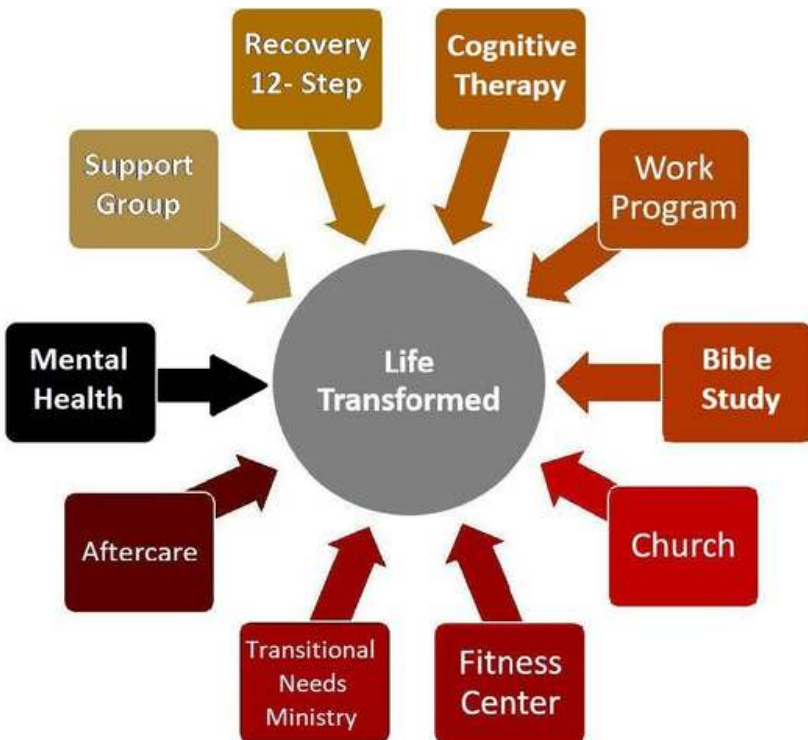 Recovery
12- Step
Cognitive
Therapy
Support
Group
Work
Program
Mental
Health
Life
Transformed
Bible
Study
Aftercare
Church
Transitional
Needs
Ministry
Fitness
Center